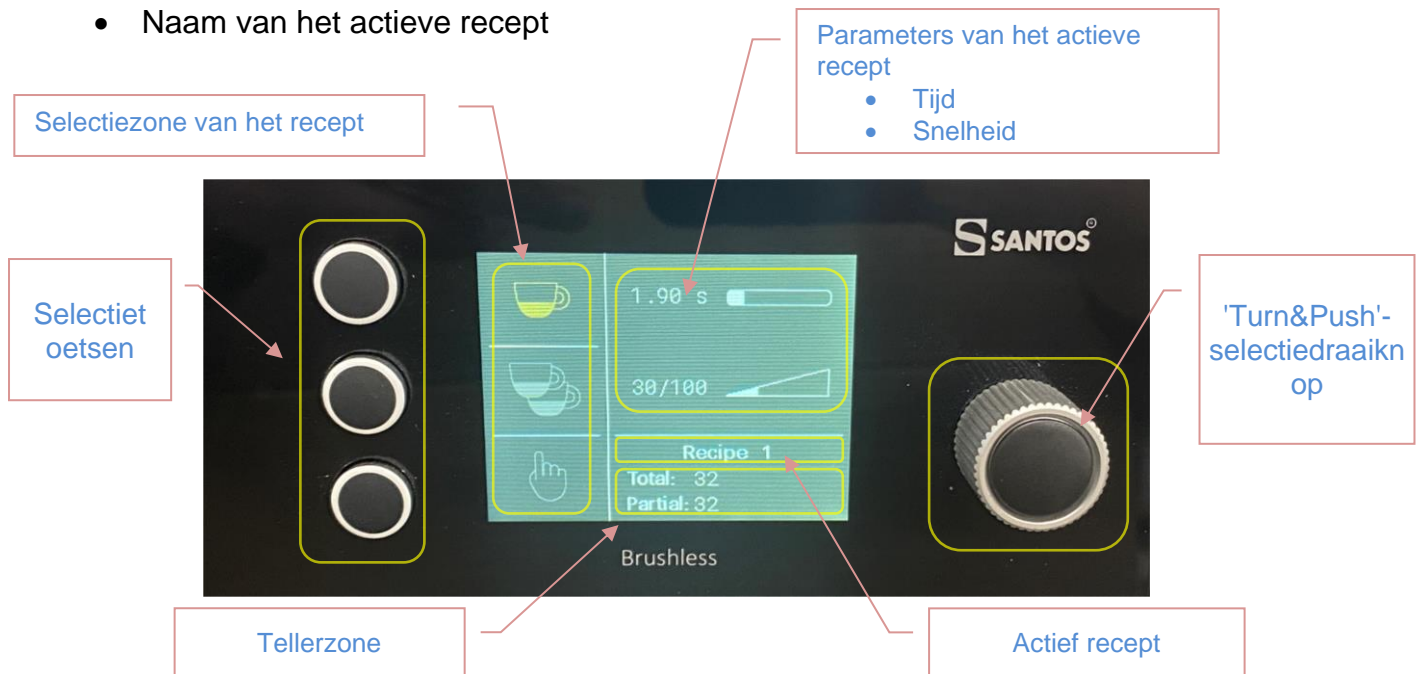 • Naam van het actieve recept
Parameters van het actieve
recept
• Tijd
• Snelheid
Selectiezone van het recept
SANTOS®
Selectiet
oetsen
1.90 s
30/100
'Turn&Push'-
selectiedraaikn
op
Recipe 1
Total: 32
Partial: 32
Brushless
Tellerzone
Actief recept